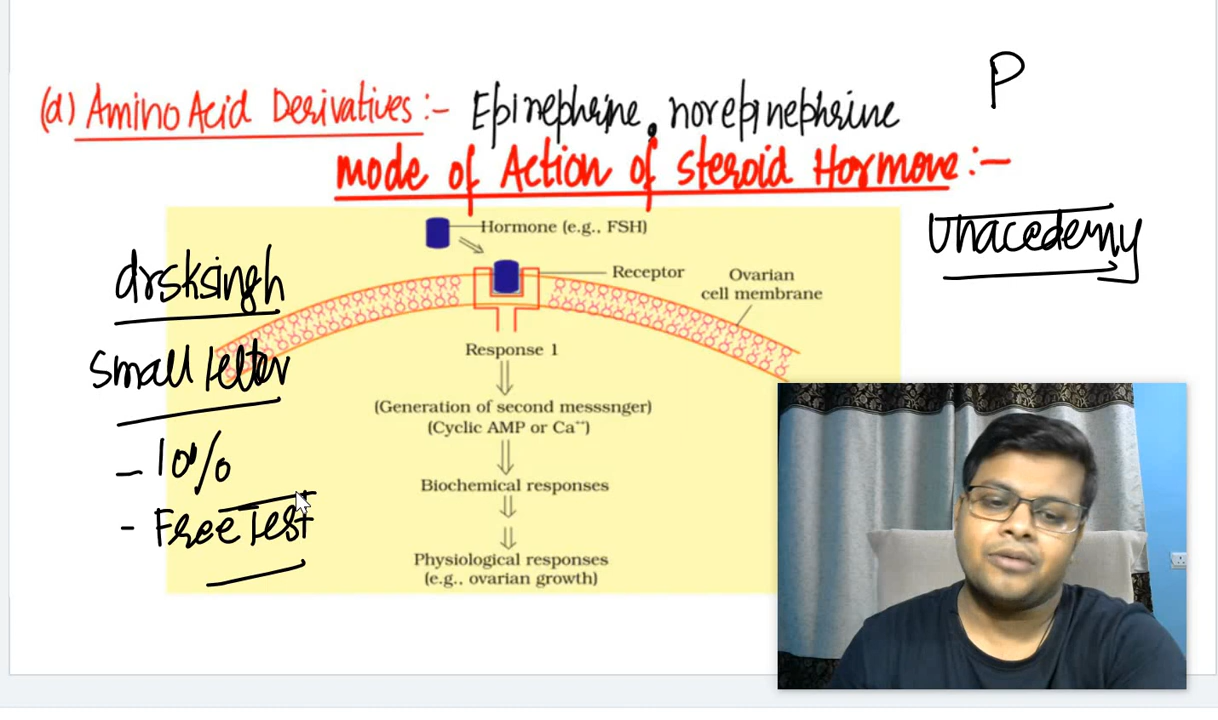 P
(d) Amino Acid Derivatives :- Epinephrine, norepinephrine
mode of Action of Steroid Hormone :-
Unacedemy
Hormone (e.g., FSH)
Receptor
Ovarian
cell membrane
drsksingh
small letter
- 10%
- Free Test
Response 1
(Generation of second messsnger)
(Cyclic AMP or Ca++)
Biochemical responses
Physiological responses
(e.g., ovarian growth)